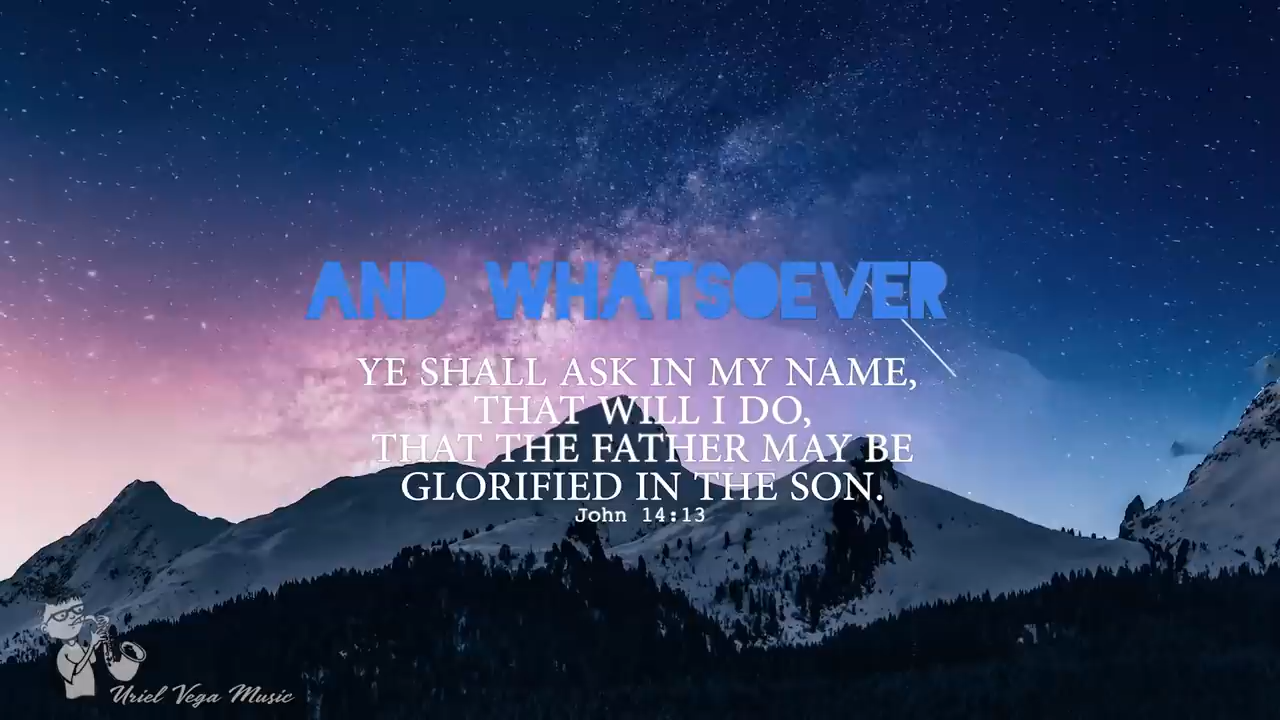 AND WHATSOEVER
YE SHALL ASK IN MY NAME,
THAT WILL I DO,
THAT THE FATHER MAY BE
GLORIFIED IN THE SON.
John 14:13
Uriel Vega Music